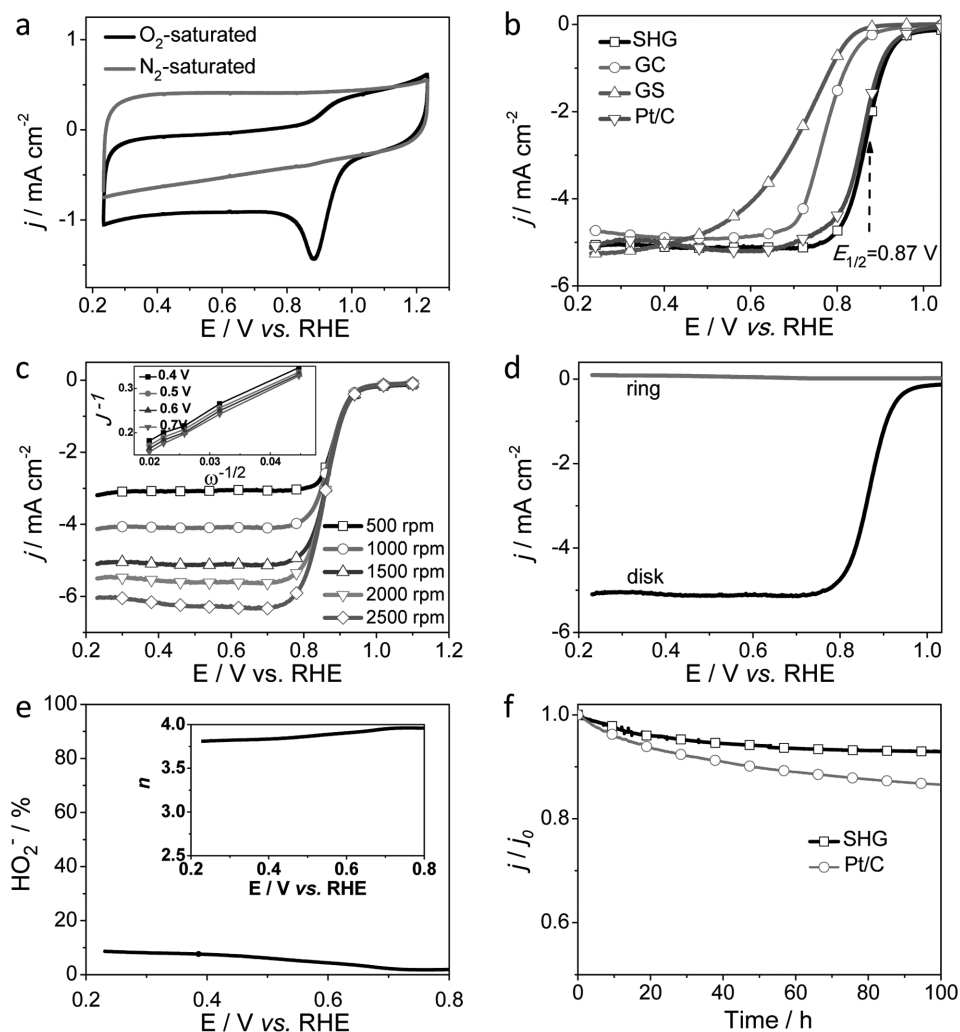 a
O₂-saturated
N₂-saturated
j / mA cm⁻²
1
0
-1
0.2 0.4 0.6 0.8 1.0 1.2
E / V vs. RHE
b
SHG
GC
GS
Pt/C
E₁/₂=0.87 V
j / mA cm⁻²
0
-2
-4
-6
0.2 0.4 0.6 0.8 1.0
E / V vs. RHE
c
0.4 V
0.5 V
0.6 V
0.7V
J⁻¹
0.3
0.2
0.02 0.03 0.04
ω⁻¹/²
500 rpm
1000 rpm
1500 rpm
2000 rpm
2500 rpm
j / mA cm⁻²
0
-2
-4
-6
0.2 0.4 0.6 0.8 1.0 1.2
E / V vs. RHE
d
ring
disk
j / mA cm⁻²
0
-2
-4
-6
0.2 0.4 0.6 0.8 1.0
E / V vs. RHE
e
HO₂⁻ / %
100
80
60
40
20
0
0.2 0.4 0.6 0.8
E / V vs. RHE
n
4.0
3.5
3.0
2.5
0.2 0.4 0.6 0.8
E / V vs. RHE
f
SHG
Pt/C
j / j₀
1.0
0.8
0.6
0 20 40 60 80 100
Time / h